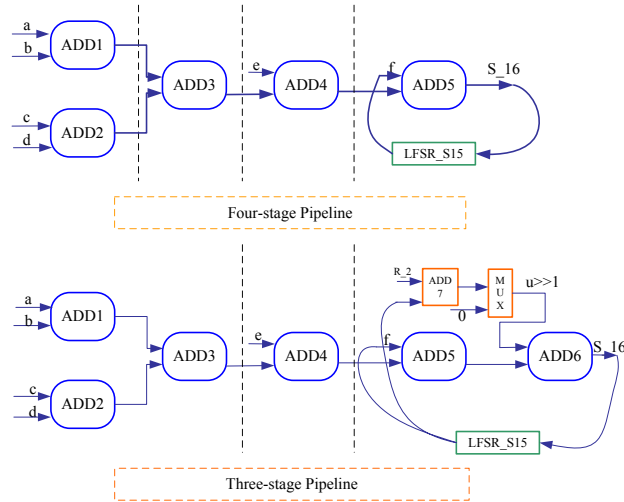 a
ADD1
b
ADD3
e
ADD4
f
ADD5
S_16
c
ADD2
d
LFSR_S15
Four-stage Pipeline
R_2
ADD
7
M
U
X
u>>1
0
a
ADD1
b
ADD3
e
ADD4
f
ADD5
ADD6
S_16
c
ADD2
d
LFSR_S15
Three-stage Pipeline